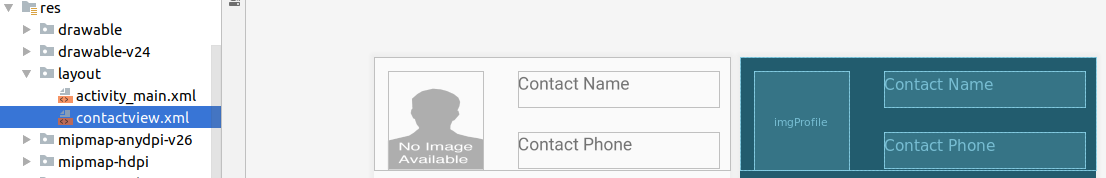 res
drawable
drawable-v24
layout
activity_main.xml
contactview.xml
mipmap-anydpi-v26
mipmap-hdpi
No Image
Available
Contact Name
Contact Phone
imgProfile
Contact Name
Contact Phone